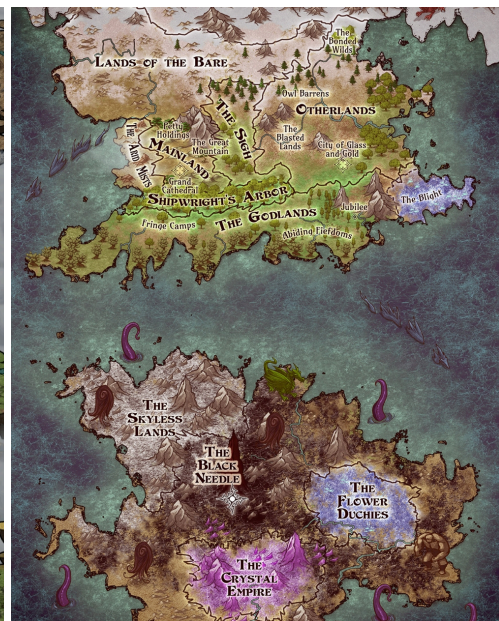 The
Bonded
Wilds
Lands of the Bare
Owl Barrens
Otherlands
The Sigh
Petty
Holdings
The Great
Mountain
The
Blasted
Lands
City of Glass
and Gold
The Arid Mists
Mainland
Grand
Cathedral
Shipwright's Arbor
The Blight
Jubilee
Fringe Camps
The Godlands
Abiding Fiefdoms
The
Skyless
Lands
The
Black
Needle
The
Flower
Duchies
The
Crystal
Empire